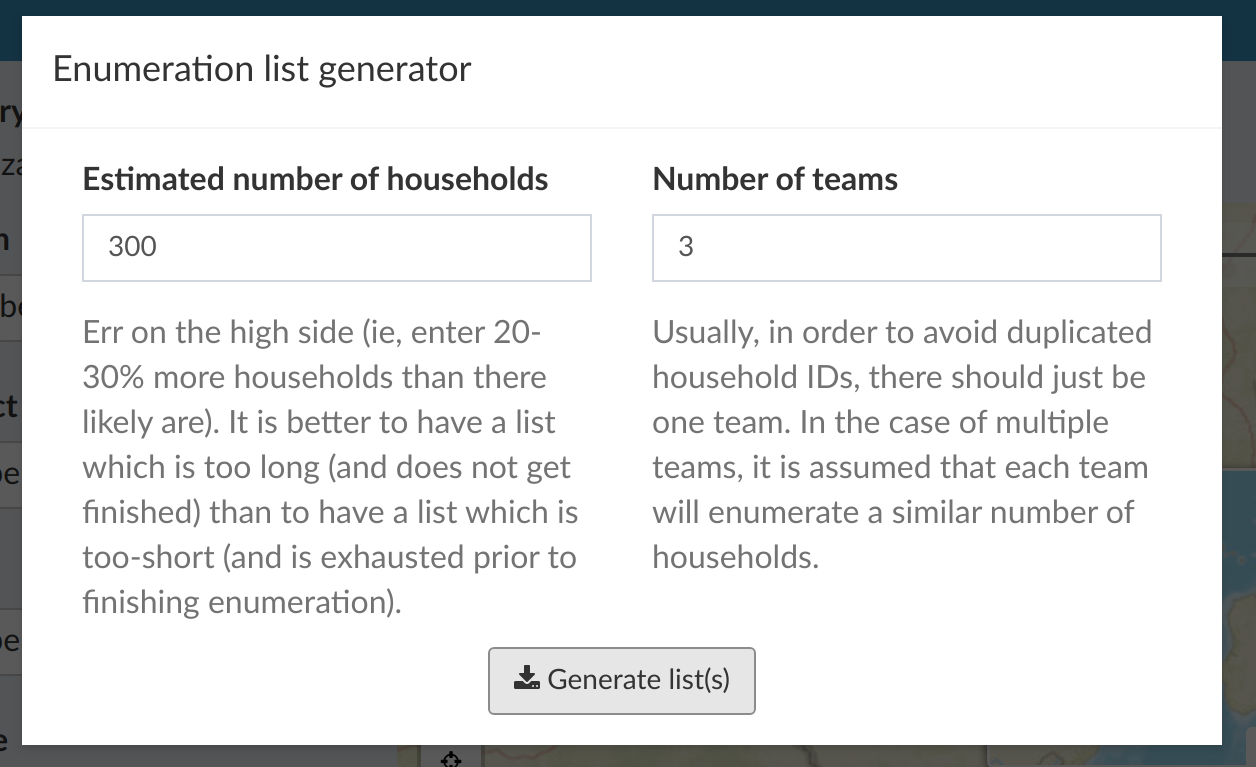 Enumeration list generator
Estimated number of households
Number of teams
300
3
Err on the high side (ie, enter 20-
30% more households than there
likely are). It is better to have a list
which is too long (and does not get
finished) than to have a list which is
too-short (and is exhausted prior to
finishing enumeration).
Usually, in order to avoid duplicated
household IDs, there should just be
one team. In the case of multiple
teams, it is assumed that each team
will enumerate a similar number of
households.
Generate list(s)